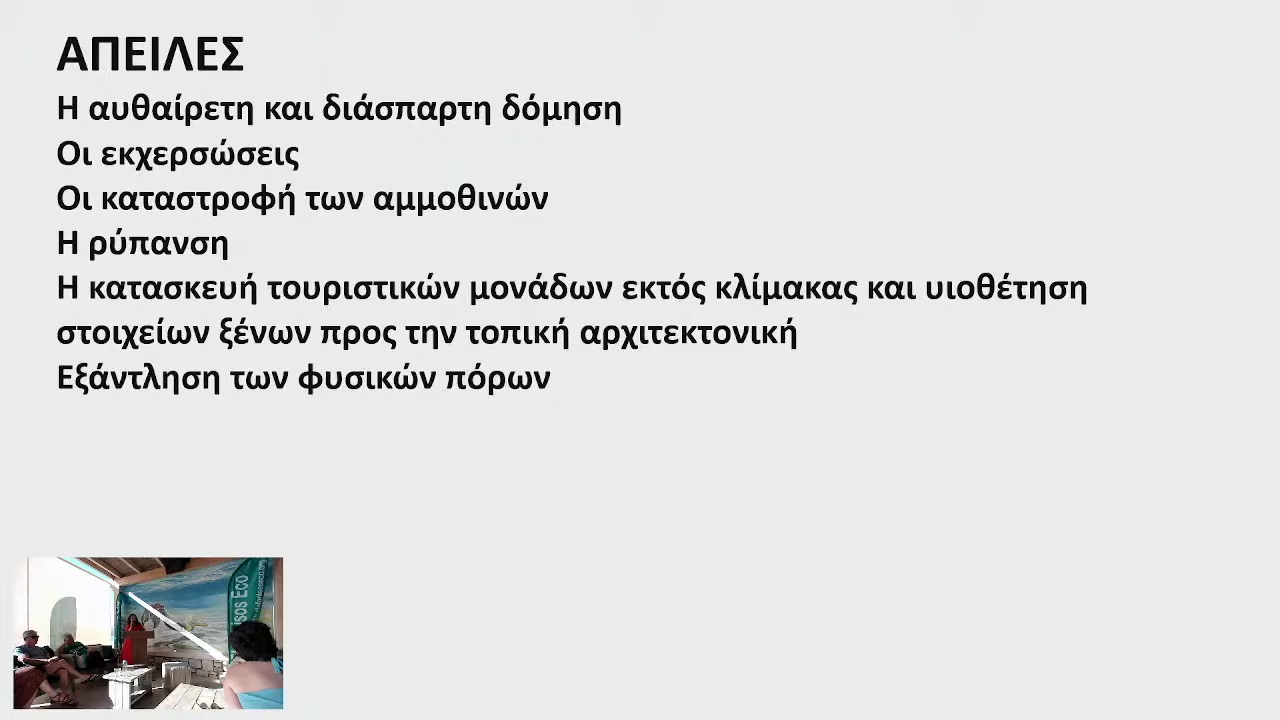 ΑΠΕΙΛΕΣ
Η αυθαίρετη και διάσπαρτη δόμηση
Οι εκχερσώσεις
Οι καταστροφή των αμμοθινών
Η ρύπανση
Η κατασκευή τουριστικών μονάδων εκτός κλίμακας και υιοθέτηση
στοιχείων ξένων προς την τοπική αρχιτεκτονική
Εξάντληση των φυσικών πόρων
Eco